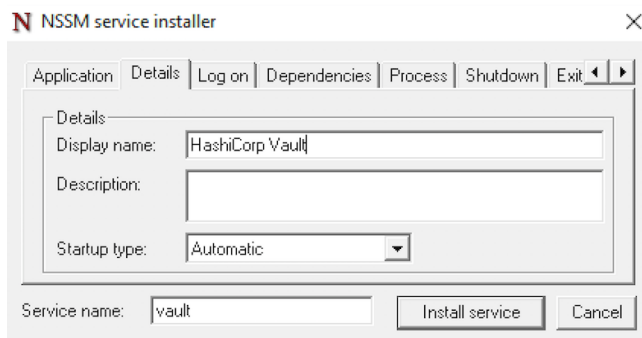 N NSSM service installer
Application Details Log on Dependencies Process Shutdown Exit
Details
Display name: HashiCorp Vault
Description:
Startup type: Automatic
Service name: vault Install service Cancel